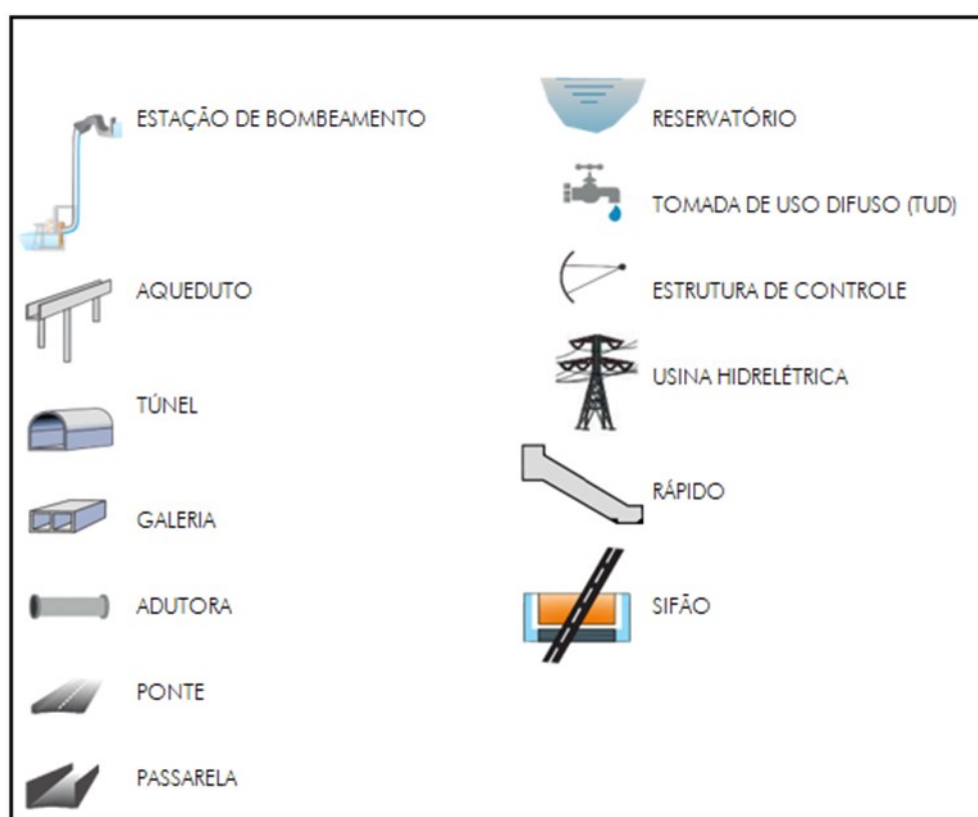 ESTAÇÃO DE BOMBEAMENTO
AQUEDUTO
TÚNEL
GALERIA
ADUTORA
PONTE
PASSARELA
RESERVATÓRIO
TOMADA DE USO DIFUSO (TUD)
ESTRUTURA DE CONTROLE
USINA HIDRELÉTRICA
RÁPIDO
SIFÃO